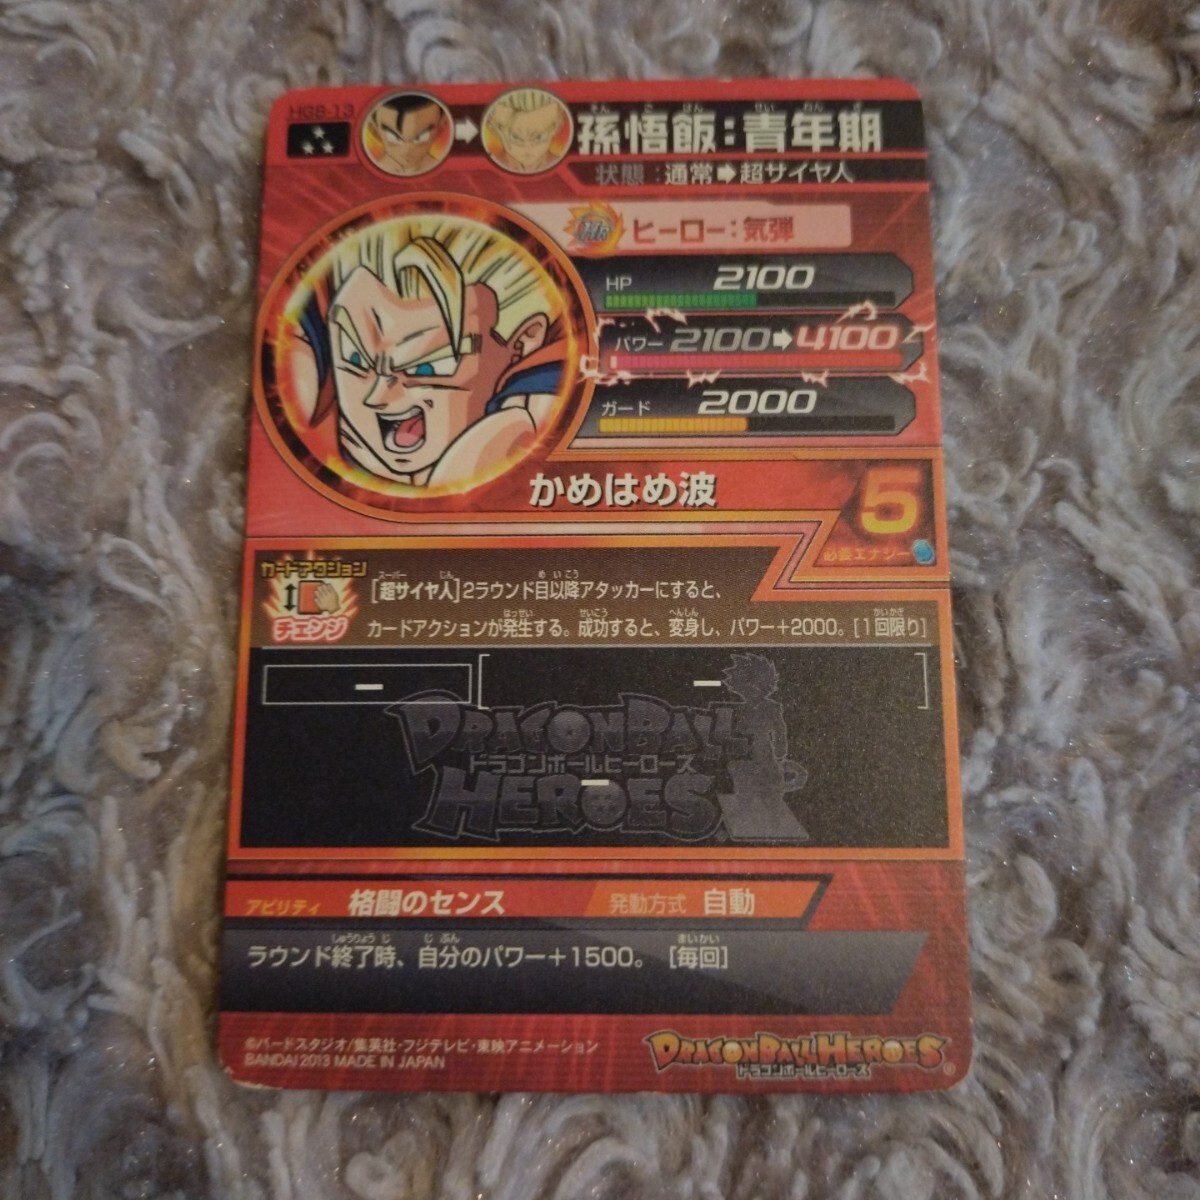 HG8-13
孫悟飯:青年期
状態:通常➡超サイヤ人
ヒーロー:気弾
HP 2100
パワー 2100➡4100
ガード 2000
かめはめ波
5
必要エナジー
カードアクション
チェンジ
[超サイヤ人]2ラウンド目以降アタッカーにすると、
カードアクションが発生する。成功すると、変身し、パワー+2000。[1回限り]
DRAGONBALL
ドラゴンボールヒーローズ
HEROES
アビリティ 格闘のセンス 発動方式 自動
ラウンド終了時、自分のパワー+1500。 [毎回]
©バードスタジオ/集英社・フジテレビ・東映アニメーション
BANDAI 2013 MADE IN JAPAN
DRAGONBALL HEROES
ドラゴンボールヒーローズ